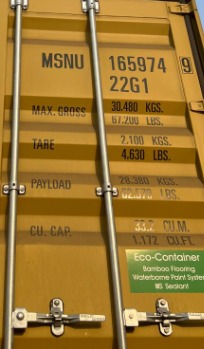 MSNU 165974 9
22G1
MAX. GROSS 30.480 KGS.
67.200 LBS.
TARE 2.100 KGS.
4.630 LBS.
PAYLOAD 28.380 KGS.
62.570 LBS.
CU. CAP. 33.2 CU.M.
1.172 CU.FT.
Eco-Container
Bamboo Flooring
Waterborne Paint System
MS Sealant